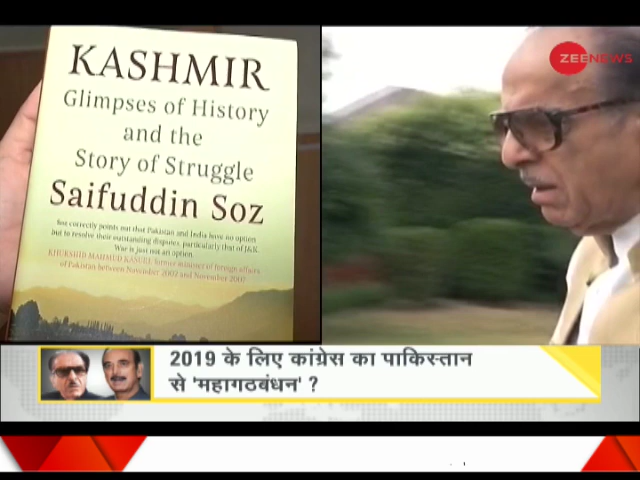 KASHMIR
Glimpses of History
and the
Story of Struggle
Saifuddin Soz
Soz correctly points out that Pakistan and India have no option
but to resolve their outstanding disputes, particularly that of J&K.
War is just not an option.
KHURSHID MAHMUD KASURI, former minister of foreign affairs
of Pakistan between November 2002 and November 2007
ZEENEWS
2019 के लिए कांग्रेस का पाकिस्तान
से 'महागठबंधन' ?